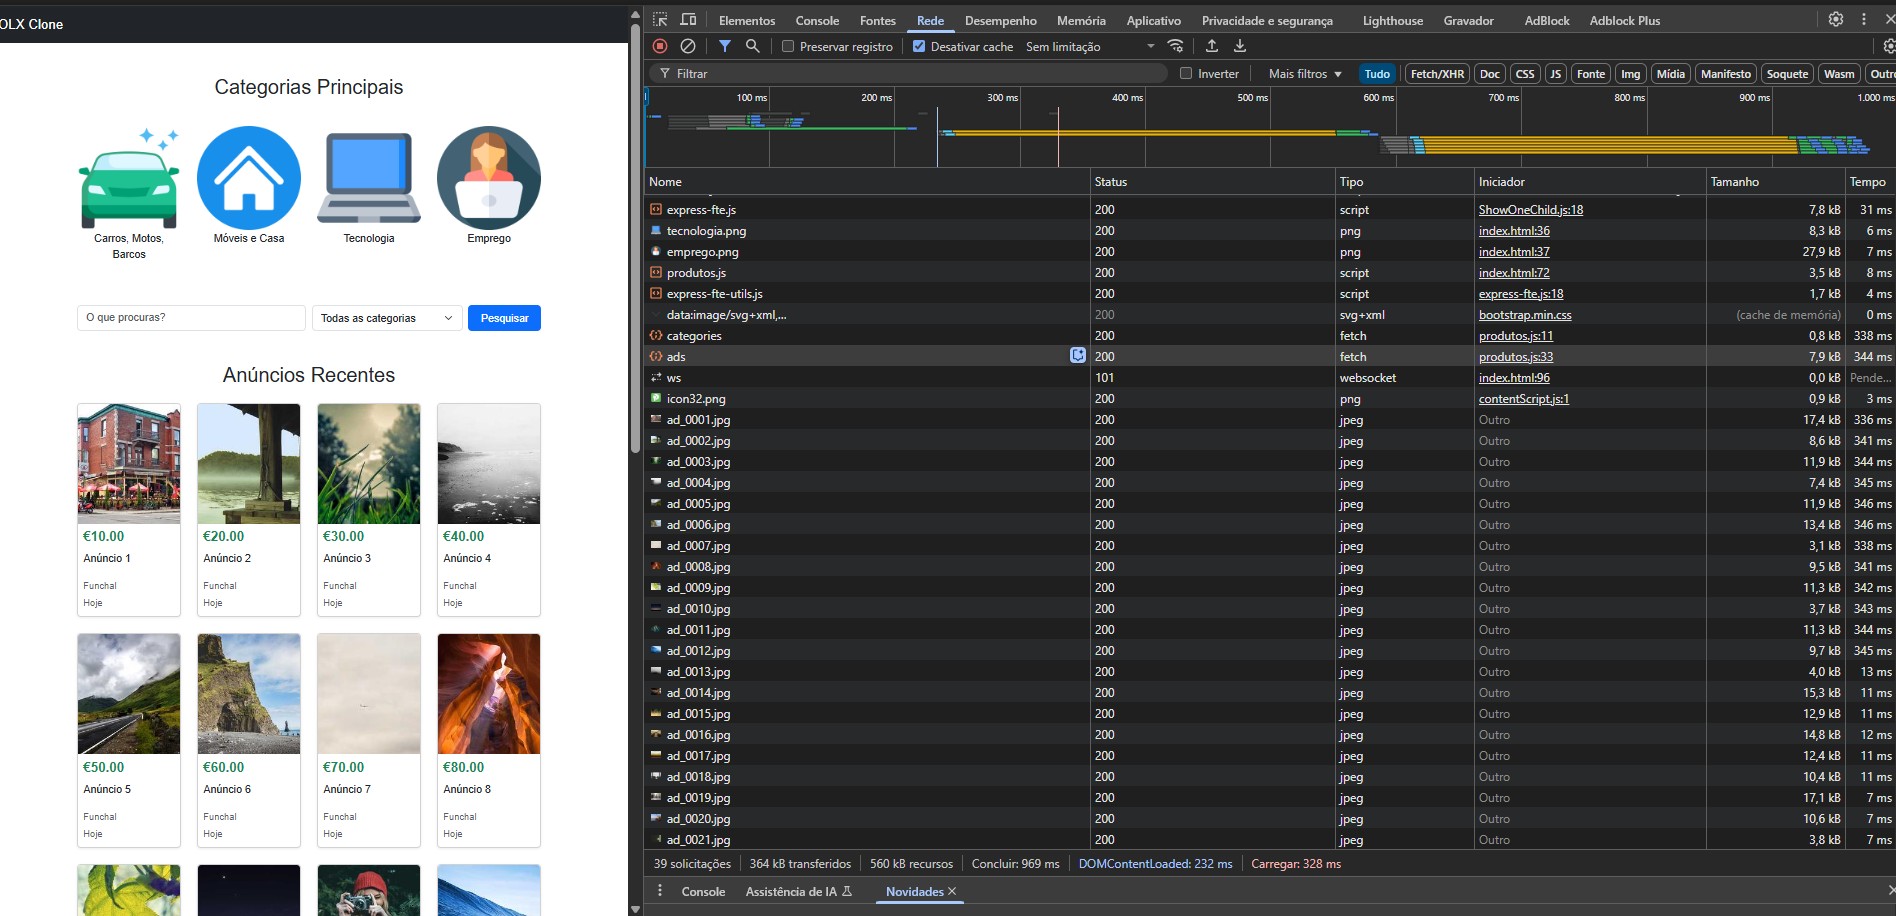 OLX Clone
Categorias Principais
Carros, Motos,
Barcos
Móveis e Casa
Tecnologia
Emprego
O que procuras?
Todas as categorias
Pesquisar
Anúncios Recentes
€10.00
Anúncio 1
Funchal
Hoje
€20.00
Anúncio 2
Funchal
Hoje
€30.00
Anúncio 3
Funchal
Hoje
€40.00
Anúncio 4
Funchal
Hoje
€50.00
Anúncio 5
Funchal
Hoje
€60.00
Anúncio 6
Funchal
Hoje
€70.00
Anúncio 7
Funchal
Hoje
€80.00
Anúncio 8
Funchal
Hoje
Elementos Console Fontes Rede Desempenho Memória Aplicativo Privacidade e segurança Lighthouse Gravador AdBlock Adblock Plus
Preservar registro Desativar cache Sem limitação
Filtrar Inverter Mais filtros Tudo Fetch/XHR Doc CSS JS Fonte Img Mídia Manifesto Soquete Wasm Outro
100 ms 200 ms 300 ms 400 ms 500 ms 600 ms 700 ms 800 ms 900 ms 1.000 ms
Nome Status Tipo Iniciador Tamanho Tempo
express-fte.js 200 script ShowOneChild.js:18 7,8 kB 31 ms
tecnologia.png 200 png index.html:36 8,3 kB 6 ms
emprego.png 200 png index.html:37 27,9 kB 7 ms
produtos.js 200 script index.html:72 3,5 kB 8 ms
express-fte-utils.js 200 script express-fte.js:18 1,7 kB 4 ms
data:image/svg+xml,... 200 svg+xml bootstrap.min.css (cache de memória) 0 ms
categories 200 fetch produtos.js:11 0,8 kB 338 ms
ads 200 fetch produtos.js:33 7,9 kB 344 ms
ws 101 websocket index.html:96 0,0 kB Pende...
icon32.png 200 png contentScript.js:1 0,9 kB 3 ms
ad_0001.jpg 200 jpeg Outro 17,4 kB 336 ms
ad_0002.jpg 200 jpeg Outro 8,6 kB 341 ms
ad_0003.jpg 200 jpeg Outro 11,9 kB 344 ms
ad_0004.jpg 200 jpeg Outro 7,4 kB 345 ms
ad_0005.jpg 200 jpeg Outro 11,9 kB 346 ms
ad_0006.jpg 200 jpeg Outro 13,4 kB 346 ms
ad_0007.jpg 200 jpeg Outro 3,1 kB 338 ms
ad_0008.jpg 200 jpeg Outro 9,5 kB 341 ms
ad_0009.jpg 200 jpeg Outro 11,3 kB 342 ms
ad_0010.jpg 200 jpeg Outro 3,7 kB 343 ms
ad_0011.jpg 200 jpeg Outro 11,3 kB 344 ms
ad_0012.jpg 200 jpeg Outro 9,7 kB 345 ms
ad_0013.jpg 200 jpeg Outro 4,0 kB 13 ms
ad_0014.jpg 200 jpeg Outro 15,3 kB 11 ms
ad_0015.jpg 200 jpeg Outro 12,9 kB 11 ms
ad_0016.jpg 200 jpeg Outro 14,8 kB 12 ms
ad_0017.jpg 200 jpeg Outro 12,4 kB 11 ms
ad_0018.jpg 200 jpeg Outro 10,4 kB 11 ms
ad_0019.jpg 200 jpeg Outro 17,1 kB 7 ms
ad_0020.jpg 200 jpeg Outro 10,6 kB 7 ms
ad_0021.jpg 200 jpeg Outro 3,8 kB 7 ms
39 solicitações 364 kB transferidos 560 kB recursos Concluir: 969 ms DOMContentLoaded: 232 ms Carregar: 328 ms
Console Assistência de IA Novidades